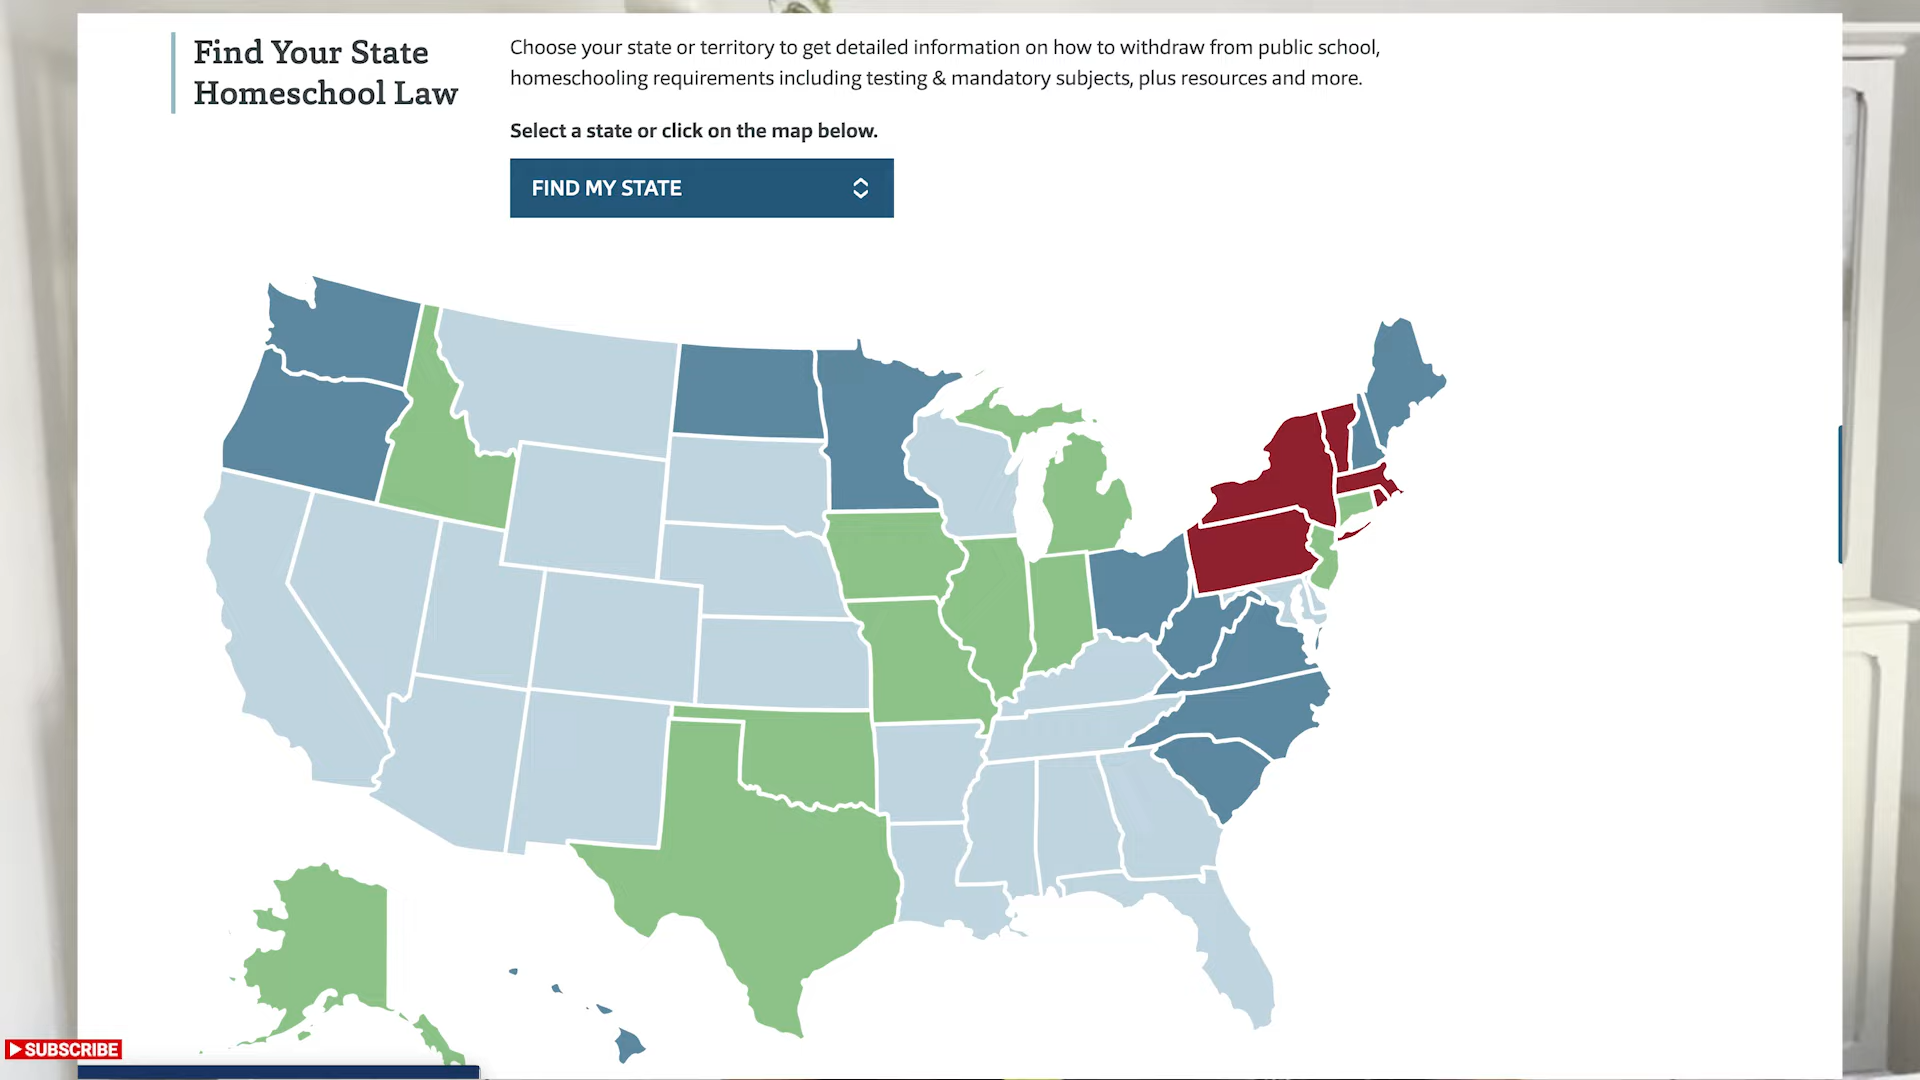 Find Your State
Homeschool Law
Choose your state or territory to get detailed information on how to withdraw from public school,
homeschooling requirements including testing & mandatory subjects, plus resources and more.
Select a state or click on the map below.
FIND MY STATE
SUBSCRIBE